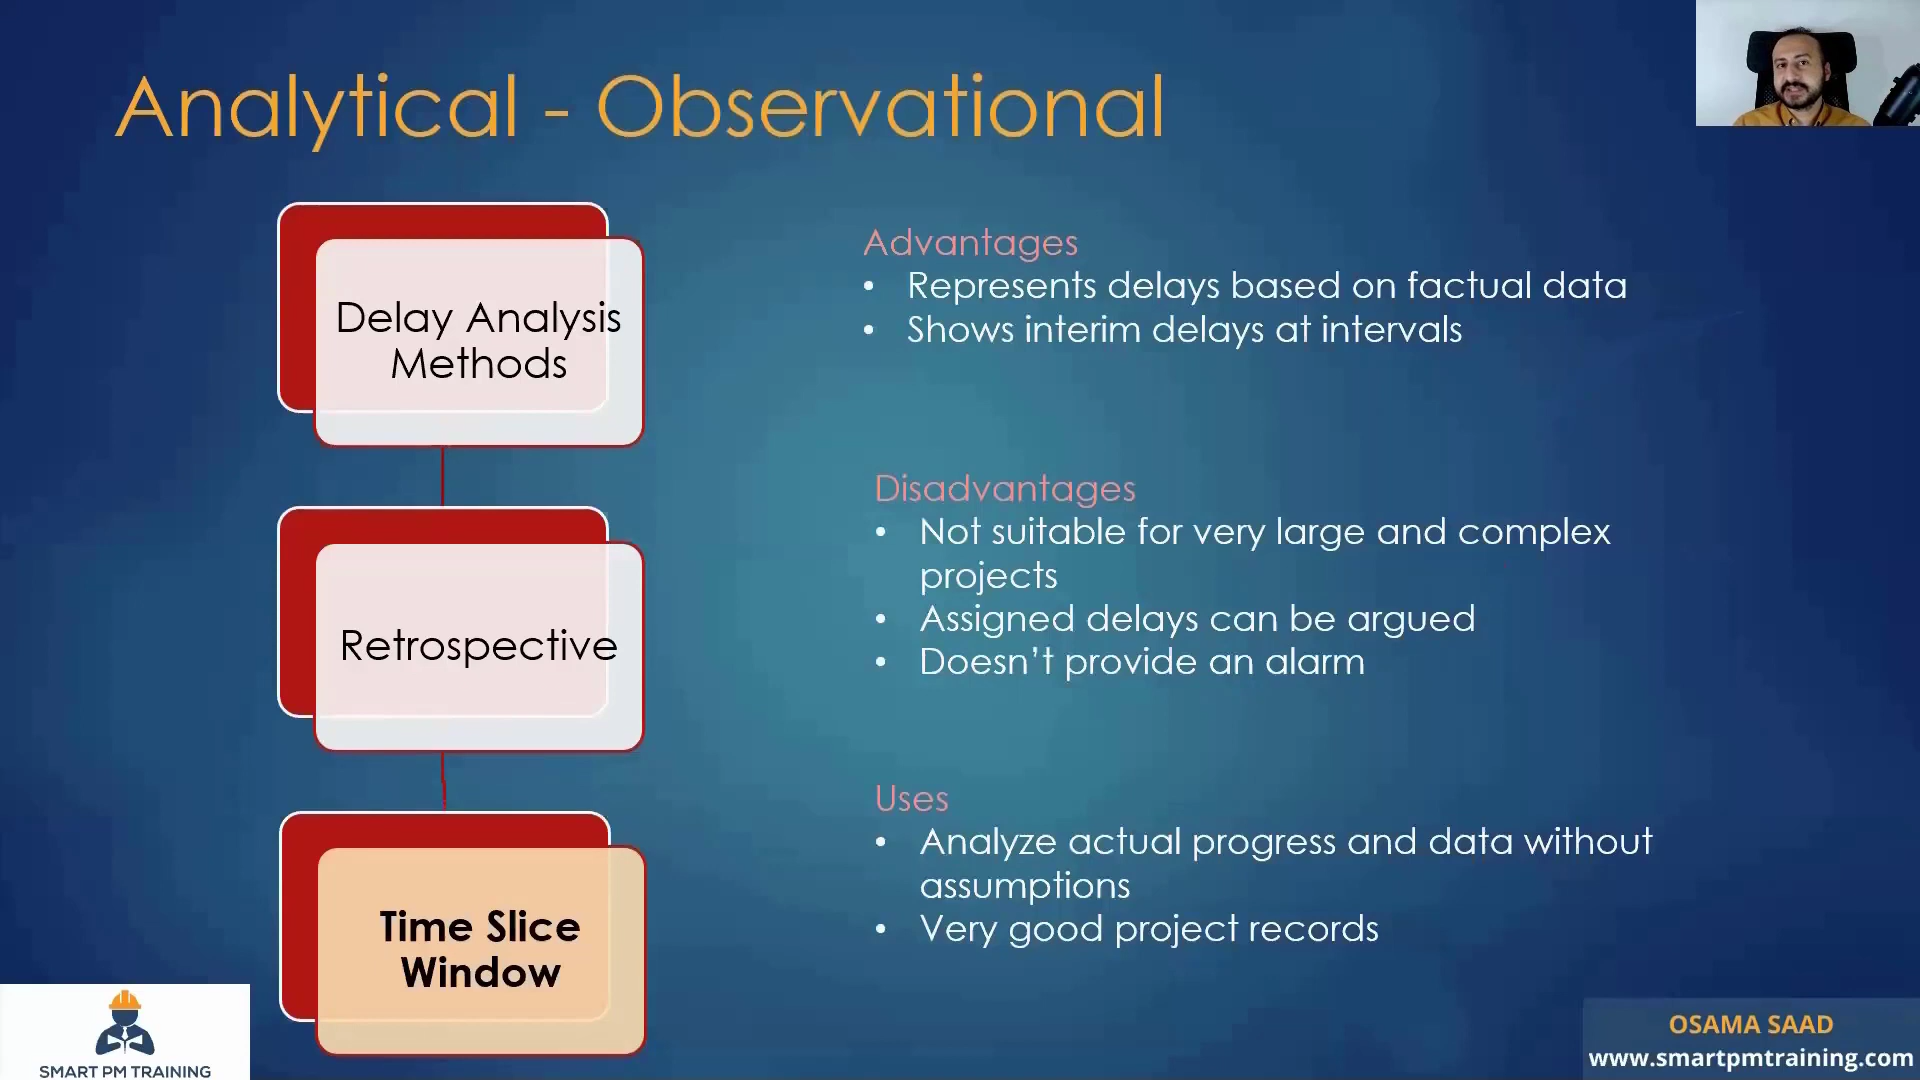 Analytical - Observational
Delay Analysis
Methods
Retrospective
Time Slice
Window
Advantages
• Represents delays based on factual data
• Shows interim delays at intervals
Disadvantages
• Not suitable for very large and complex
projects
• Assigned delays can be argued
• Doesn't provide an alarm
Uses
• Analyze actual progress and data without
assumptions
• Very good project records
SMART PM TRAINING
OSAMA SAAD
www.smartpmtraining.com